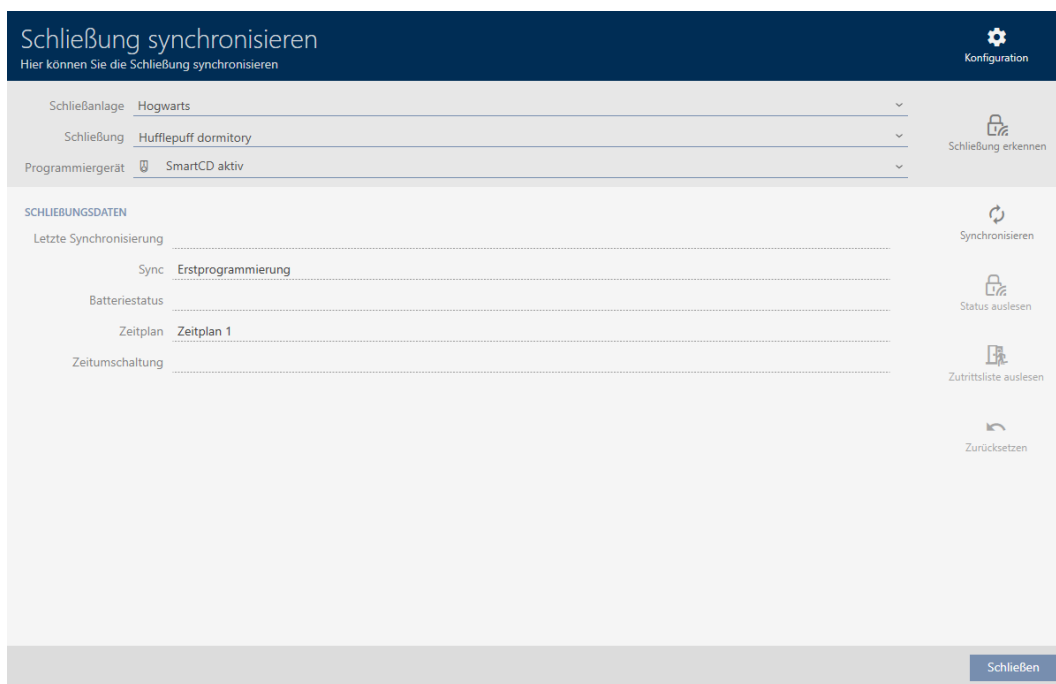 Schließung synchronisieren
Hier können Sie die Schließung synchronisieren
Konfiguration
Schließanlage Hogwarts
Schließung Hufflepuff dormitory
Programmiergerät SmartCD aktiv
Schließung erkennen
SCHLIEßUNGSDATEN
Letzte Synchronisierung
Sync Erstprogrammierung
Batteriestatus
Zeitplan Zeitplan 1
Zeitumschaltung
Synchronisieren
Status auslesen
Zutrittsliste auslesen
Zurücksetzen
Schließen